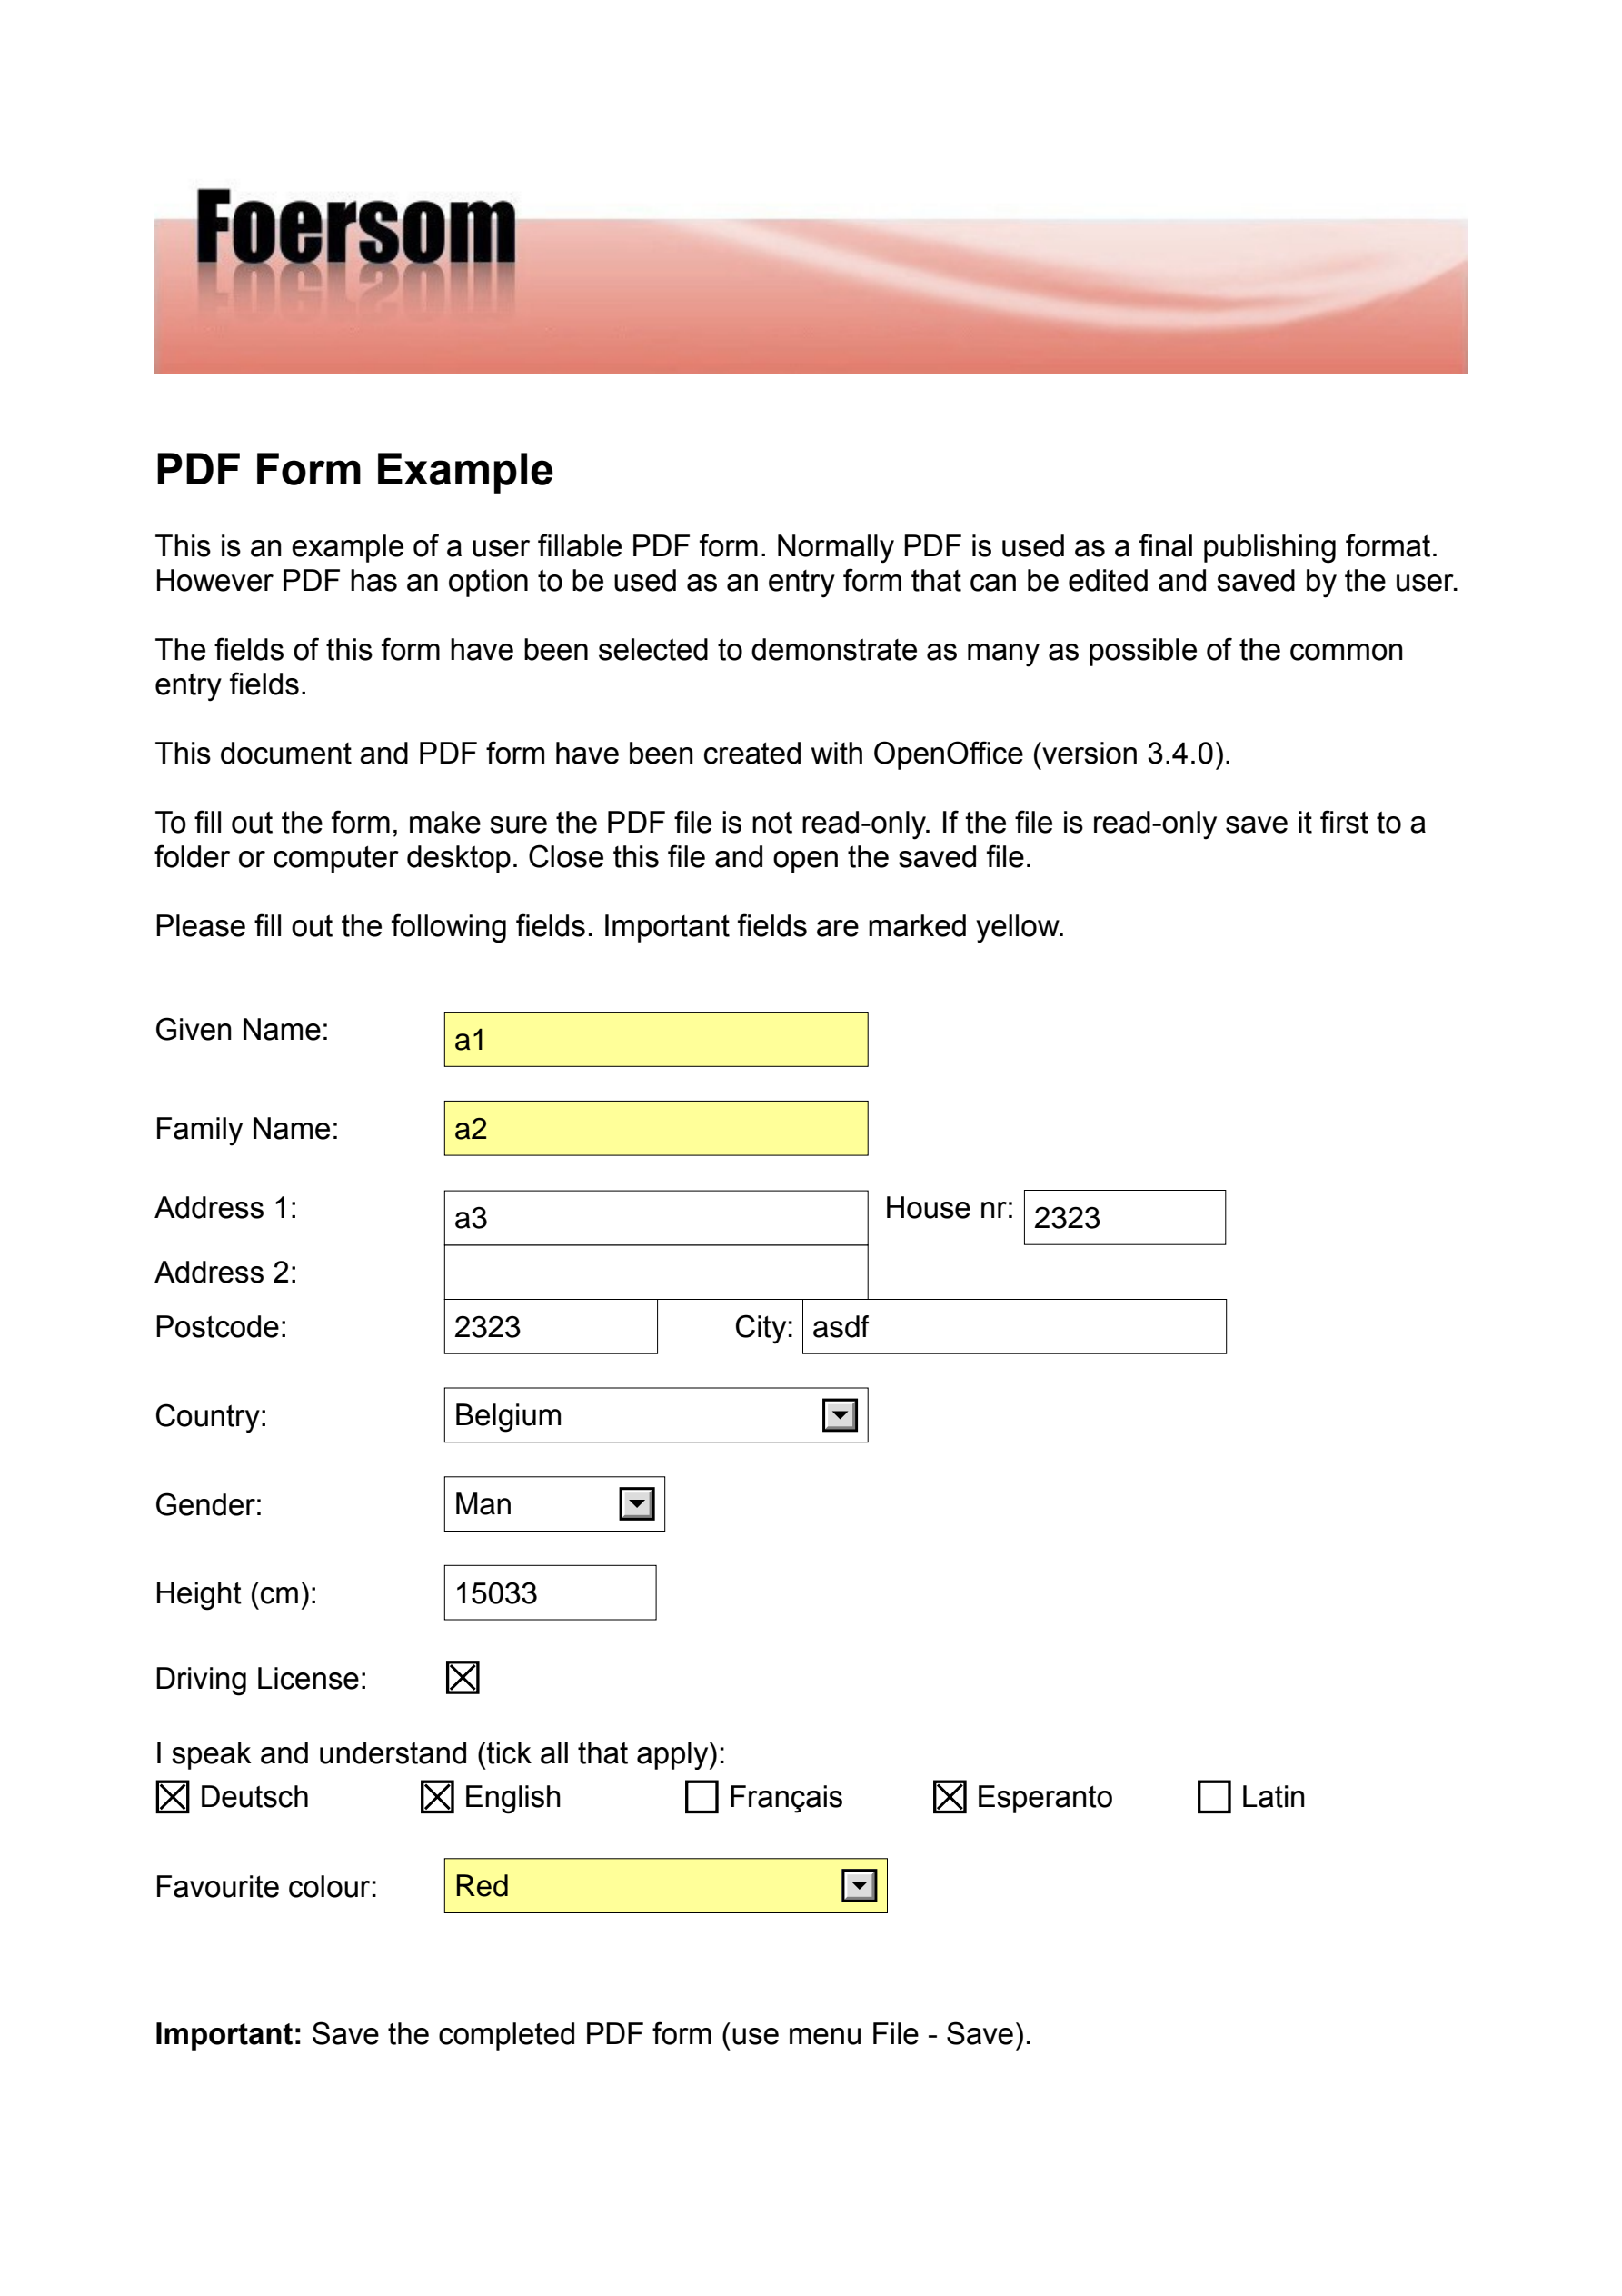 Foersom
PDF Form Example
This is an example of a user fillable PDF form. Normally PDF is used as a final publishing format.
However PDF has an option to be used as an entry form that can be edited and saved by the user.
The fields of this form have been selected to demonstrate as many as possible of the common
entry fields.
This document and PDF form have been created with OpenOffice (version 3.4.0).
To fill out the form, make sure the PDF file is not read-only. If the file is read-only save it first to a
folder or computer desktop. Close this file and open the saved file.
Please fill out the following fields. Important fields are marked yellow.
Given Name: a1
Family Name: a2
Address 1: a3 House nr: 2323
Address 2:
Postcode: 2323 City: asdf
Country: Belgium
Gender: Man
Height (cm): 15033
Driving License:
I speak and understand (tick all that apply):
Deutsch English Français Esperanto Latin
Favourite colour: Red
Important: Save the completed PDF form (use menu File - Save).